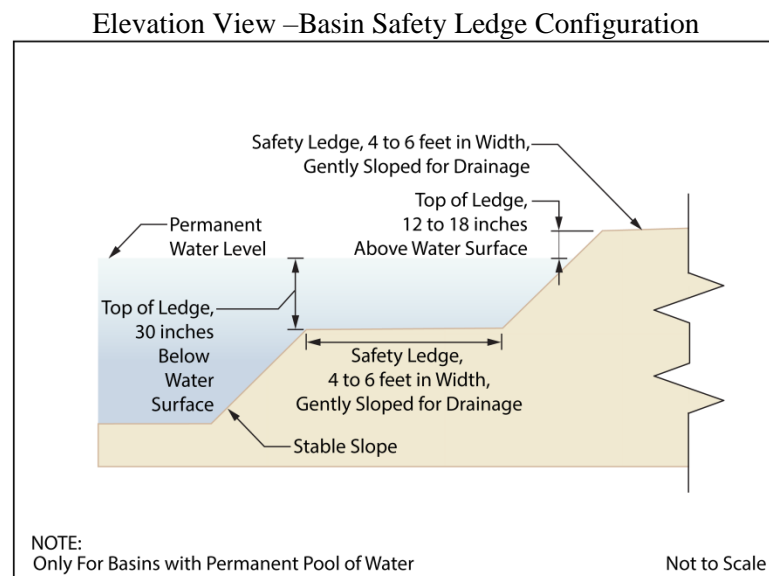 Elevation View –Basin Safety Ledge Configuration
Safety Ledge, 4 to 6 feet in Width,
Gently Sloped for Drainage
Top of Ledge,
12 to 18 inches
Above Water Surface
Permanent
Water Level
Top of Ledge,
30 inches
Below
Water
Surface
Safety Ledge,
4 to 6 feet in Width,
Gently Sloped for Drainage
Stable Slope
NOTE:
Only For Basins with Permanent Pool of Water
Not to Scale